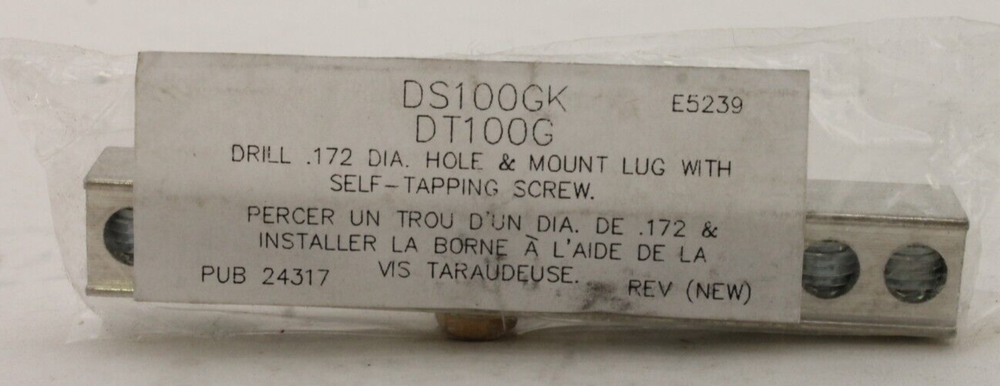 DS100GK E5239
DT100G
DRILL .172 DIA. HOLE & MOUNT LUG WITH
SELF-TAPPING SCREW.
PERCER UN TROU D'UN DIA. DE .172 &
INSTALLER LA BORNE À L'AIDE DE LA
VIS TARAUDEUSE.
PUB 24317 REV (NEW)